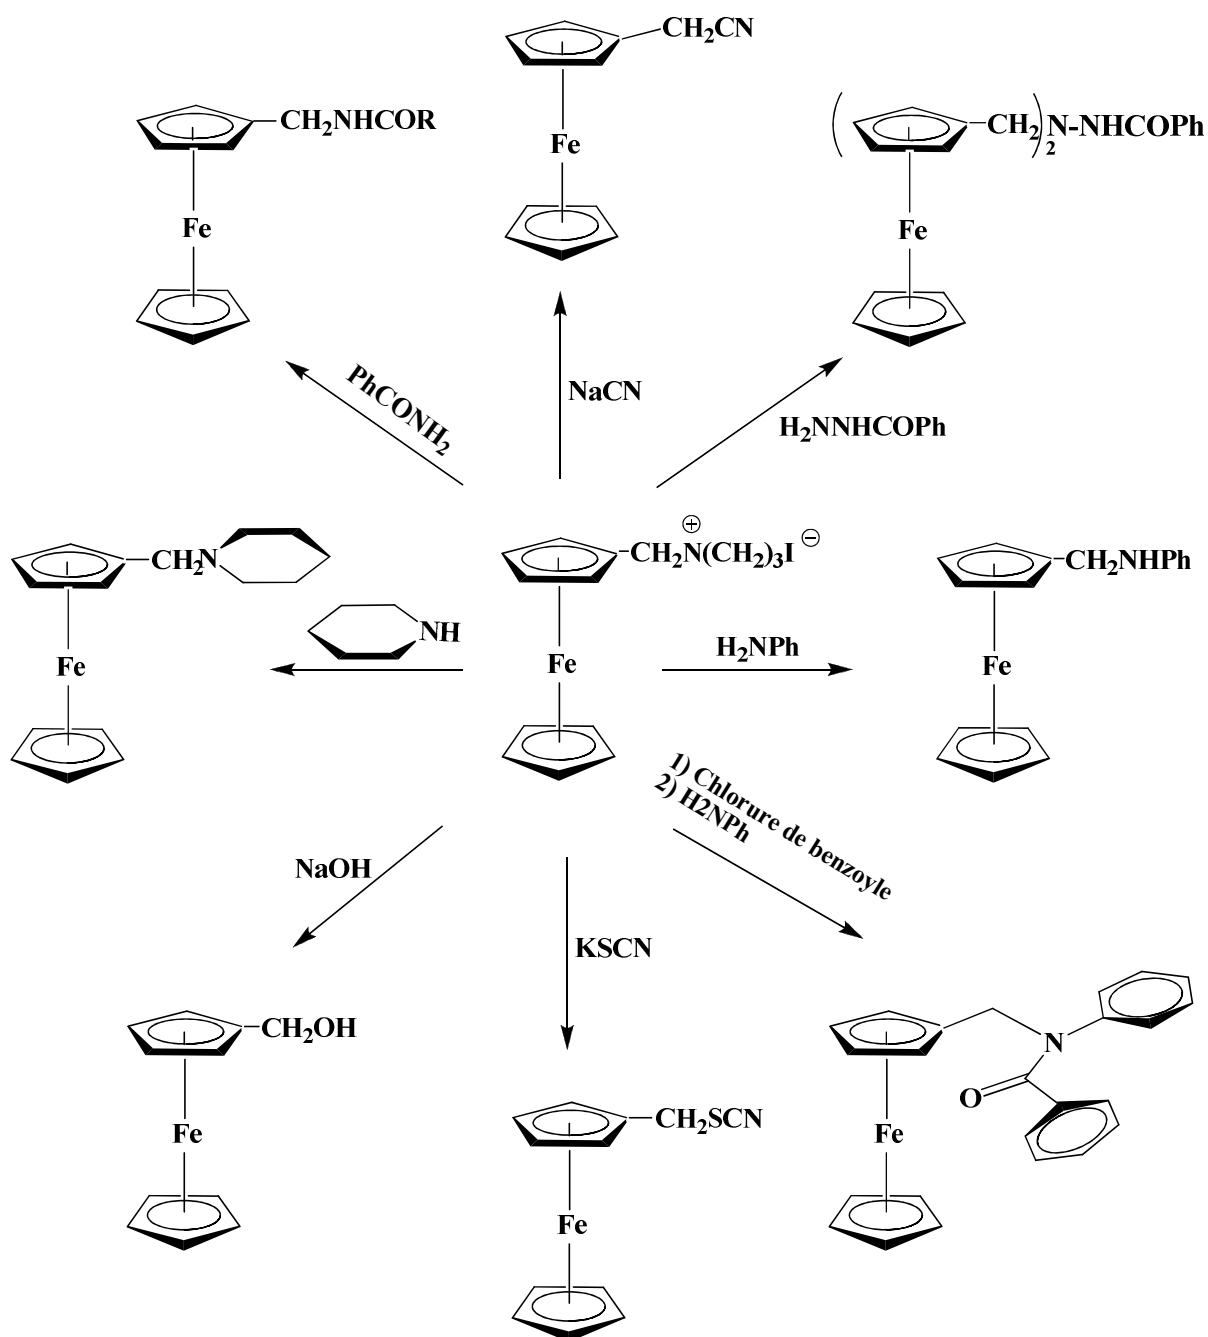 CH₂CN
CH₂NHCOR
Fe
( CH₂)₂N-NHCOPh
Fe
Fe
PhCONH₂
NaCN
H₂NNHCOPh
CH₂N
NH
Fe
CH₂N⊕(CH₂)₃I⊖
Fe
H₂NPh
CH₂NHPh
Fe
NaOH
KSCN
1) Chlorure de benzoyle
2) H2NPh
CH₂OH
Fe
CH₂SCN
Fe
N
O
Fe